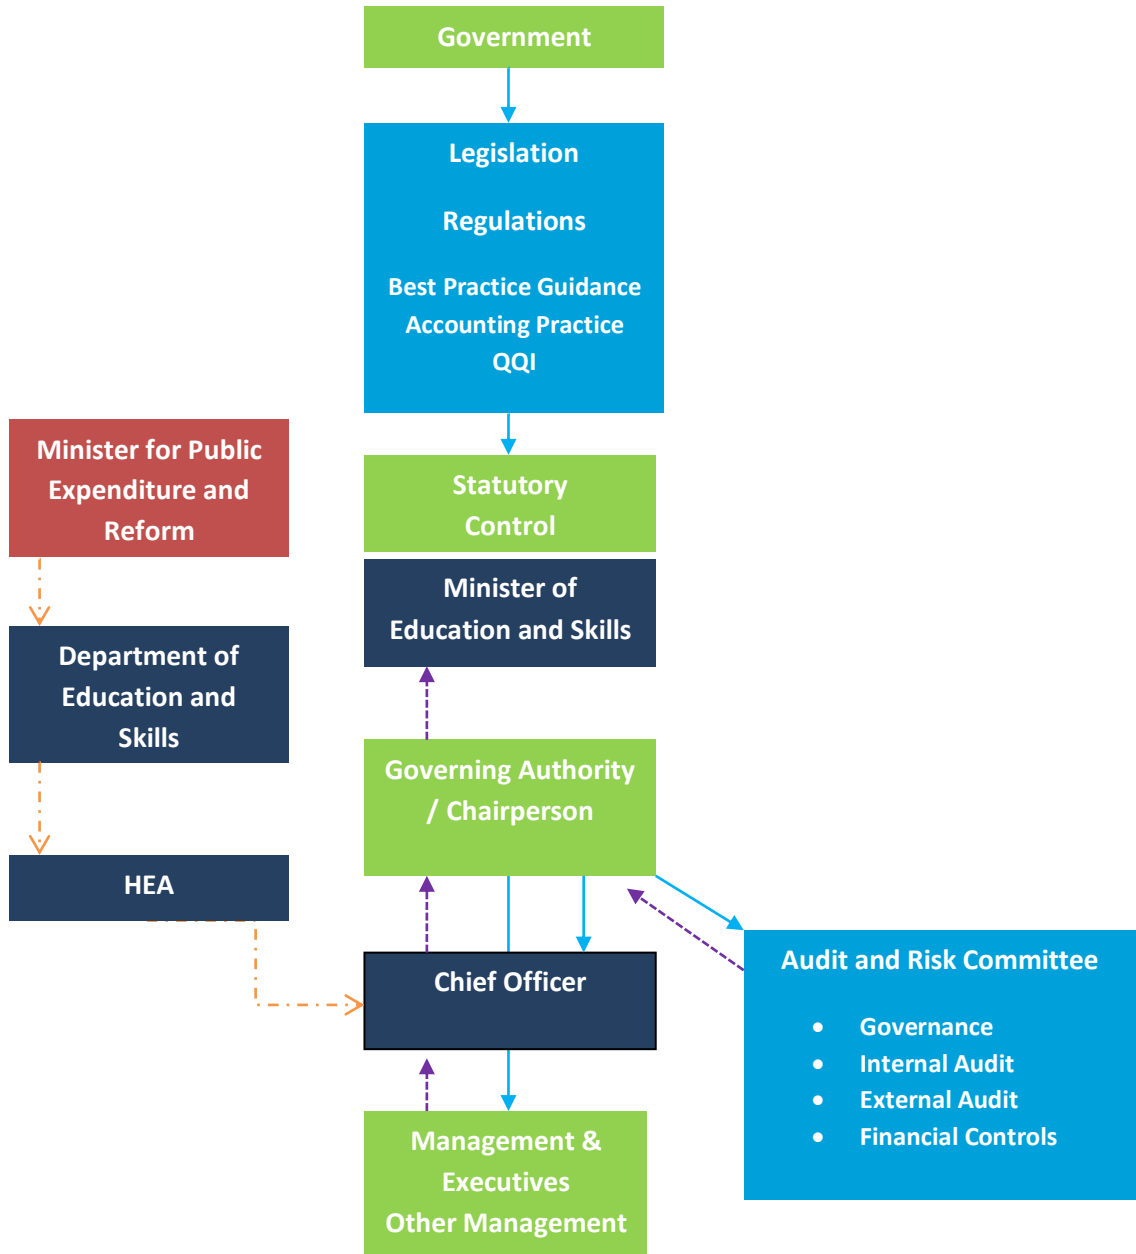 Government
Legislation
Regulations
Best Practice Guidance
Accounting Practice
QQI
Minister for Public
Expenditure and
Reform
Statutory
Control
Minister of
Education and Skills
Department of
Education and
Skills
Governing Authority
/ Chairperson
HEA
Chief Officer
Audit and Risk Committee
• Governance
• Internal Audit
• External Audit
• Financial Controls
Management &
Executives
Other Management